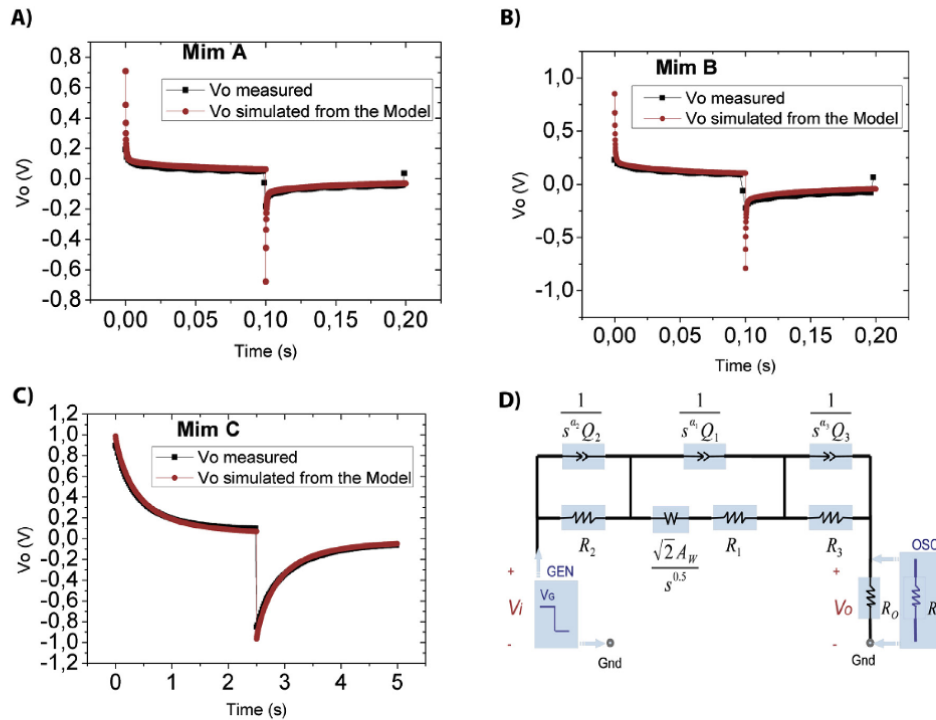 A)
Mim A
Vo measured
Vo simulated from the Model
Vo (V)
0,8
0,6
0,4
0,2
0,0
-0,2
-0,4
-0,6
-0,8
0,00 0,05 0,10 0,15 0,20
Time (s)
B)
Mim B
Vo measured
Vo simulated from the Model
Vo (V)
1,0
0,5
0,0
-0,5
-1,0
0,00 0,05 0,10 0,15 0,20
Time (s)
C)
Mim C
Vo measured
Vo simulated from the Model
Vo (V)
1,2
1,0
0,8
0,6
0,4
0,2
0,0
-0,2
-0,4
-0,6
-0,8
-1,0
-1,2
0 1 2 3 4 5
Time (s)
D)
1 1 1
s^α₂ Q₂ s^α₁ Q₁ s^α₃ Q₃
W
R₂ √2 A_W R₁ R₃
s^0.5
GEN OSC
+ V_G + 
Vi Vo R_O R
- -
Gnd Gnd